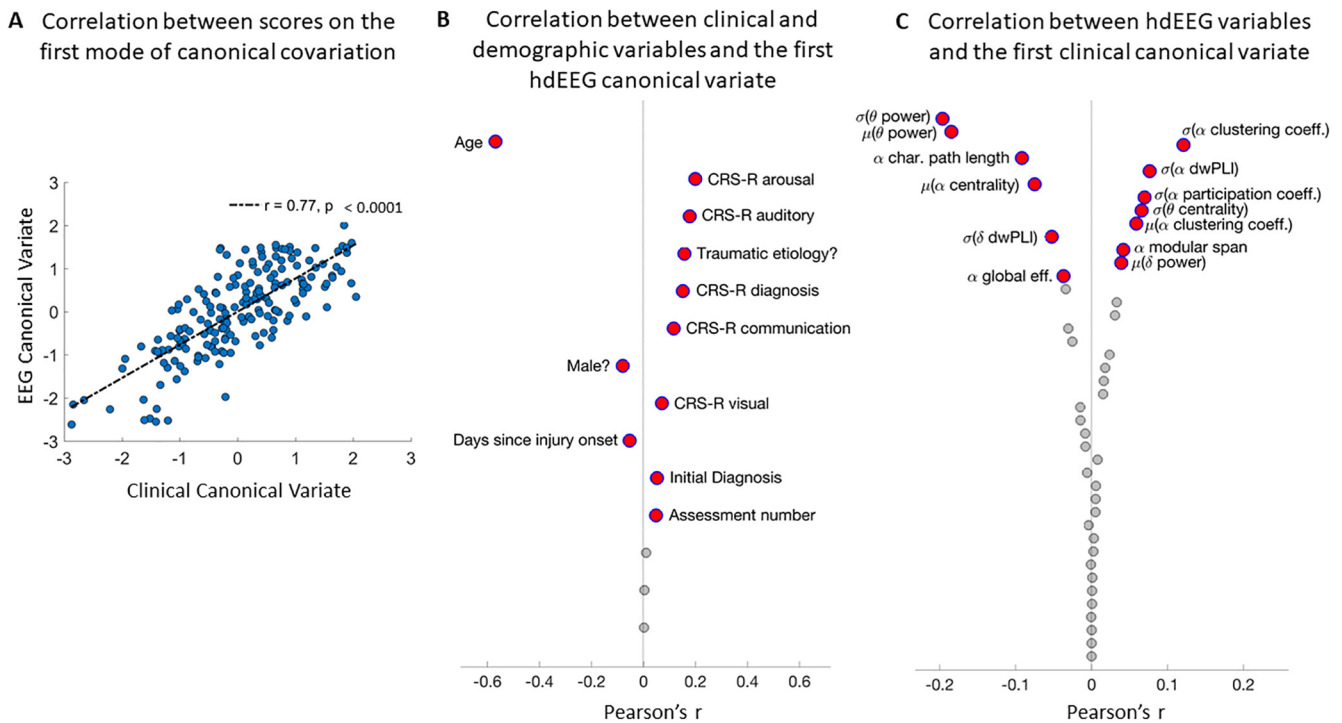 A Correlation between scores on the
first mode of canonical covariation
r = 0.77, p < 0.0001
3
2
1
0
-1
-2
-3
EEG Canonical Variate
-3 -2 -1 0 1 2 3
Clinical Canonical Variate
B Correlation between clinical and
demographic variables and the first
hdEEG canonical variate
Age
CRS-R arousal
CRS-R auditory
Traumatic etiology?
CRS-R diagnosis
CRS-R communication
Male?
CRS-R visual
Days since injury onset
Initial Diagnosis
Assessment number
-0.6 -0.4 -0.2 0 0.2 0.4 0.6
Pearson's r
C Correlation between hdEEG variables
and the first clinical canonical variate
σ(θ power)
μ(θ power)
σ(α clustering coeff.)
α char. path length
σ(α dwPLI)
μ(α centrality)
σ(α participation coeff.)
σ(θ centrality)
μ(α clustering coeff.)
σ(δ dwPLI)
α modular span
μ(δ power)
α global eff.
-0.2 -0.1 0 0.1 0.2
Pearson's r